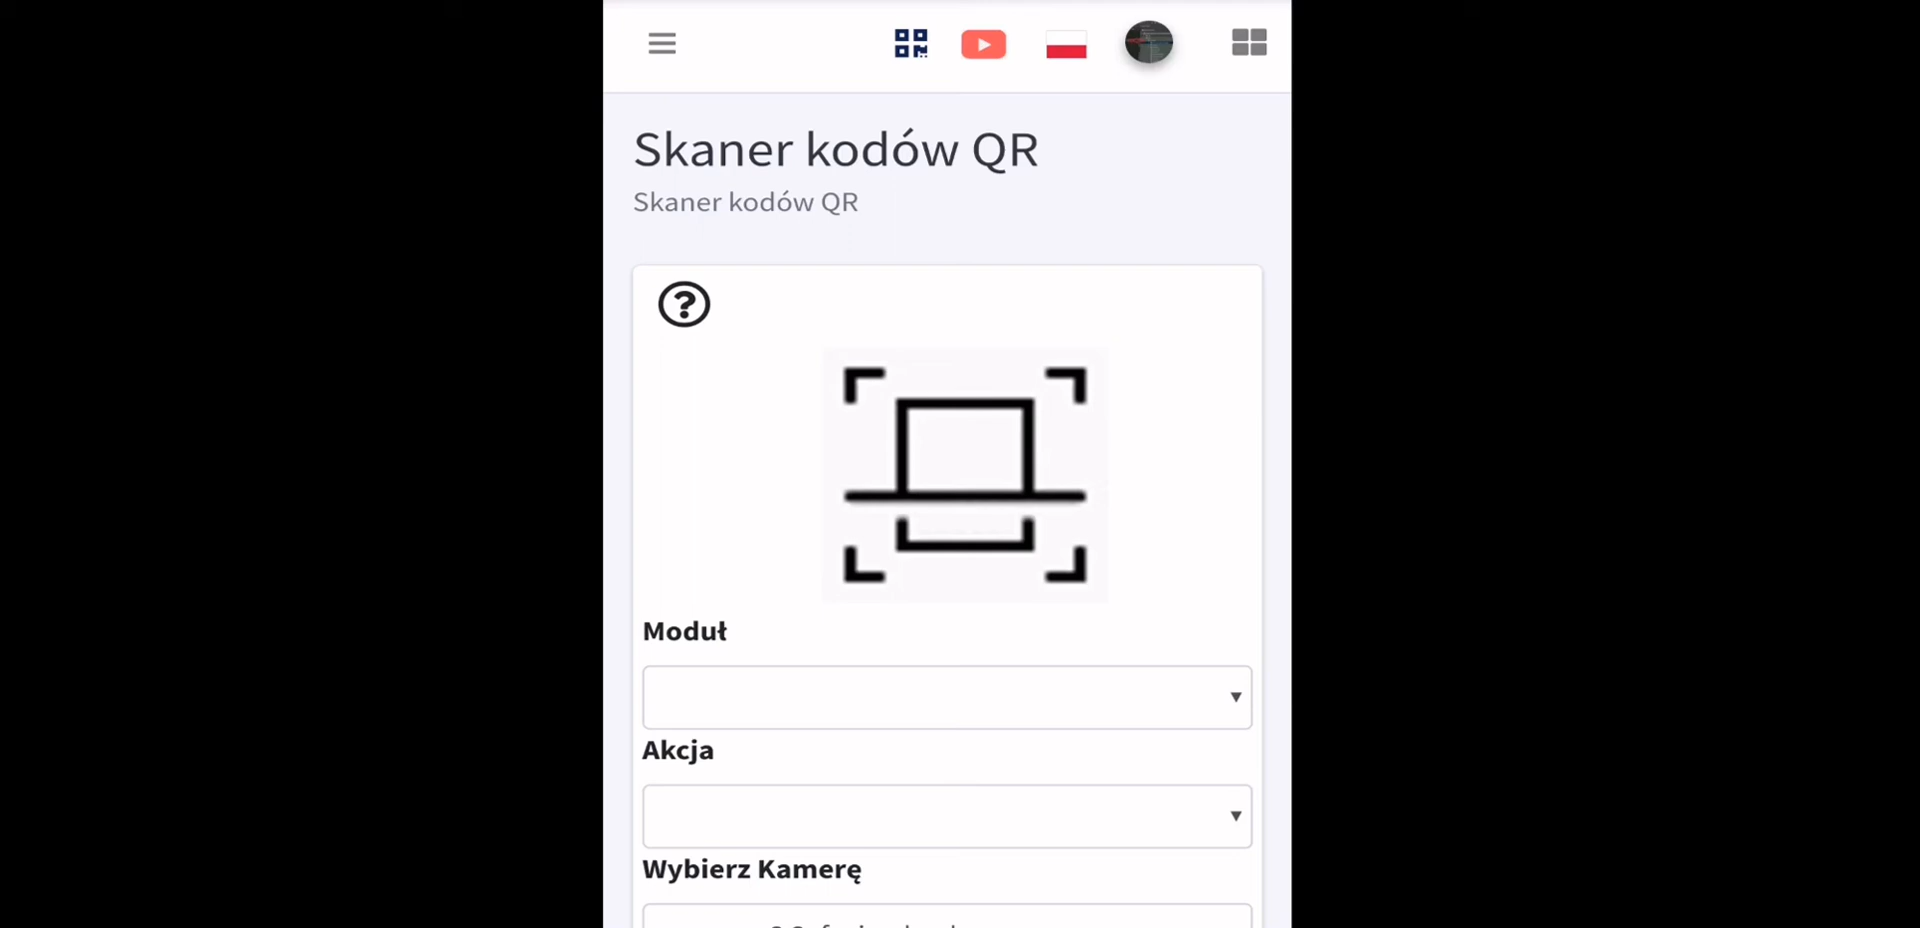 Skaner kodów QR
Skaner kodów QR
Moduł
Akcja
Wybierz Kamerę